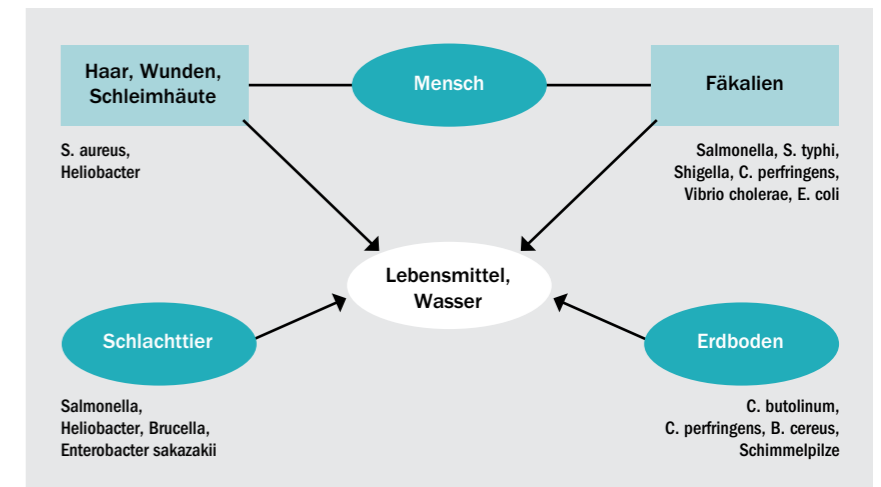 Haar, Wunden,
Schleimhäute
Mensch
Fäkalien
S. aureus,
Heliobacter
Salmonella, S. typhi,
Shigella, C. perfringens,
Vibrio cholerae, E. coli
Lebensmittel,
Wasser
Schlachttier
Erdboden
Salmonella,
Heliobacter, Brucella,
Enterobacter sakazakii
C. butolinum,
C. perfringens, B. cereus,
Schimmelpilze